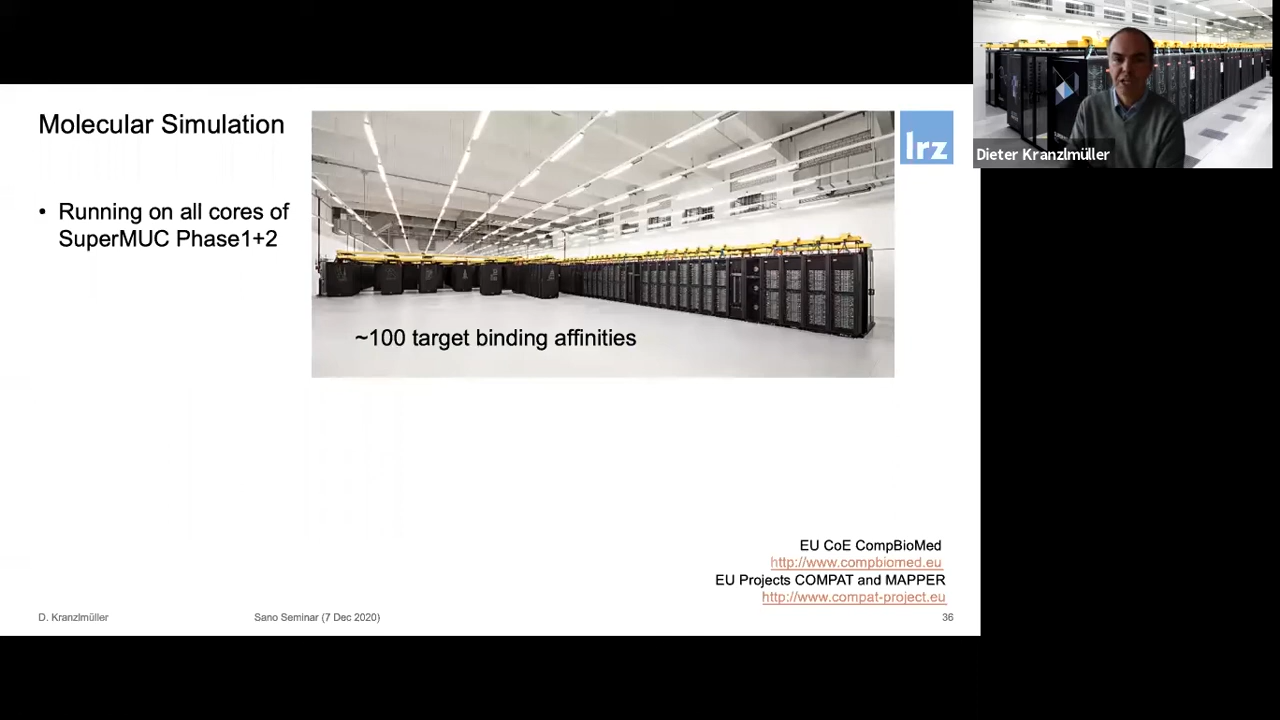 Molecular Simulation
• Running on all cores of
SuperMUC Phase1+2
~100 target binding affinities
lrz
Dieter Kranzlmüller
EU CoE CompBioMed
http://www.compbiomed.eu
EU Projects COMPAT and MAPPER
http://www.compat-project.eu
D. Kranzlmüller
Sano Seminar (7 Dec 2020)
36